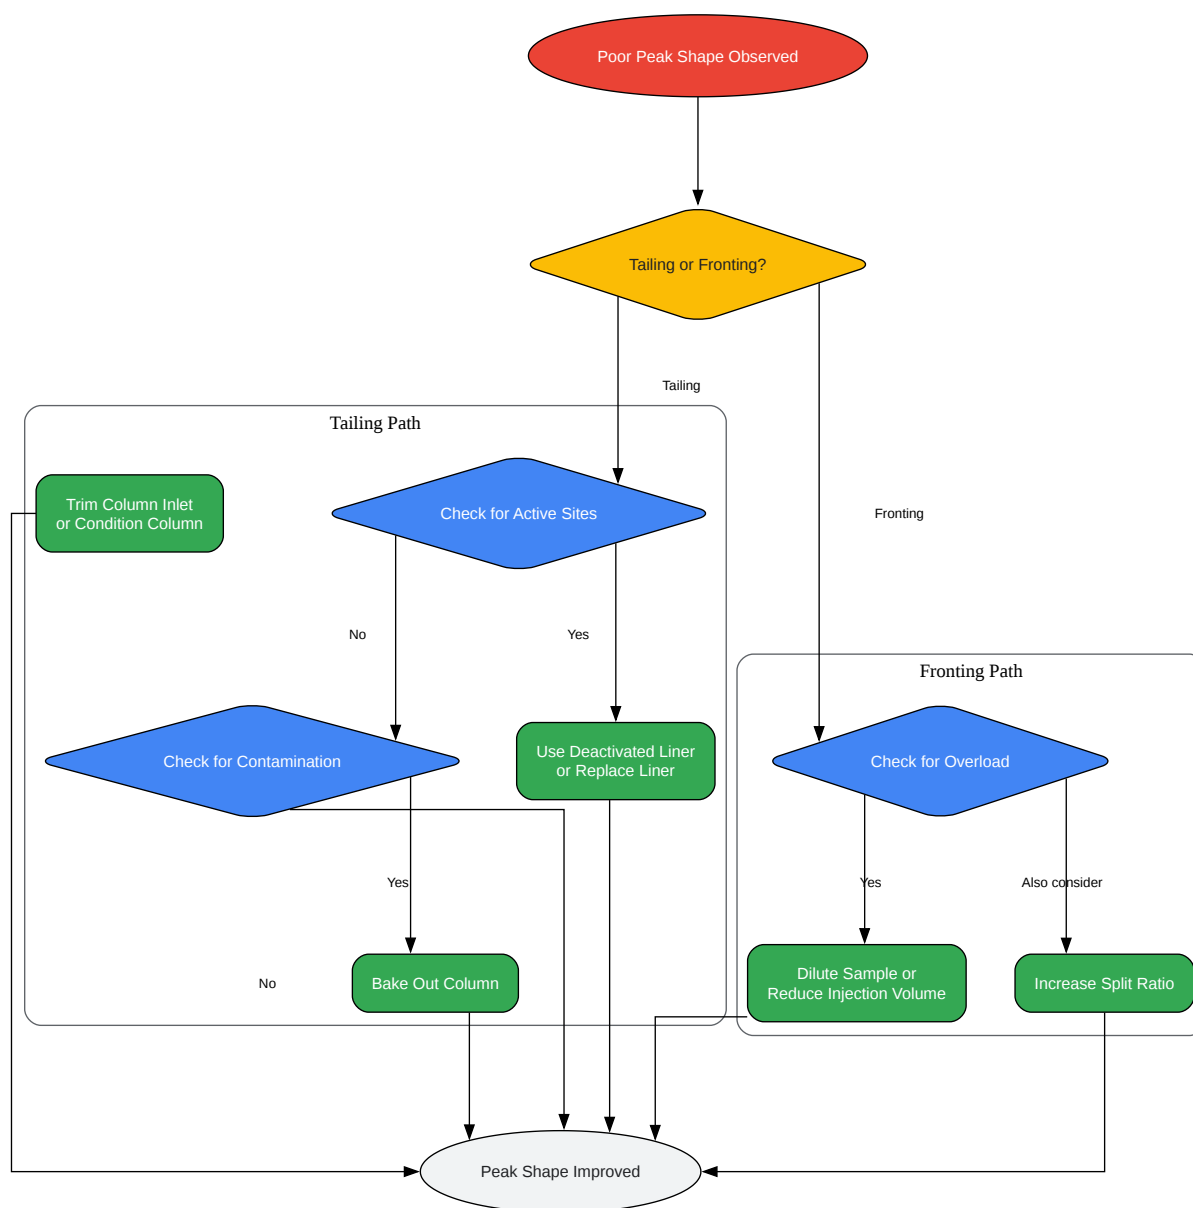 Poor Peak Shape Observed
Tailing or Fronting?
Tailing
Tailing Path
Trim Column Inlet
or Condition Column
Check for Active Sites
Fronting
No
Yes
Fronting Path
Check for Contamination
Use Deactivated Liner
or Replace Liner
Check for Overload
Yes
Yes
Also consider
No
Bake Out Column
Dilute Sample or
Reduce Injection Volume
Increase Split Ratio
Peak Shape Improved